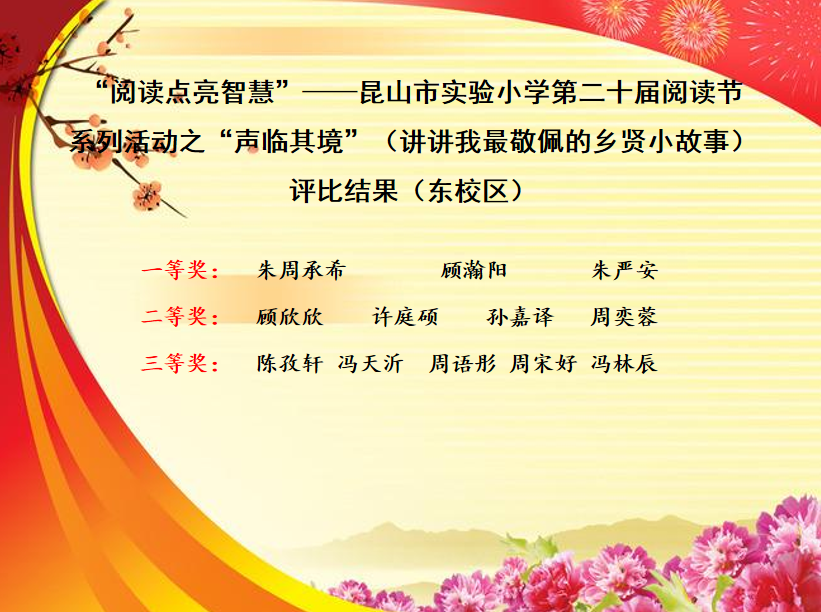 “阅读点亮智慧”——昆山市实验小学第二十届阅读节
系列活动之“声临其境”（讲讲我最敬佩的乡贤小故事）
评比结果（东校区）
一等奖： 朱周承希 顾瀚阳 朱严安
二等奖： 顾欣欣 许庭硕 孙嘉译 周奕蓉
三等奖： 陈孜轩 冯天沂 周语彤 周宋好 冯林辰